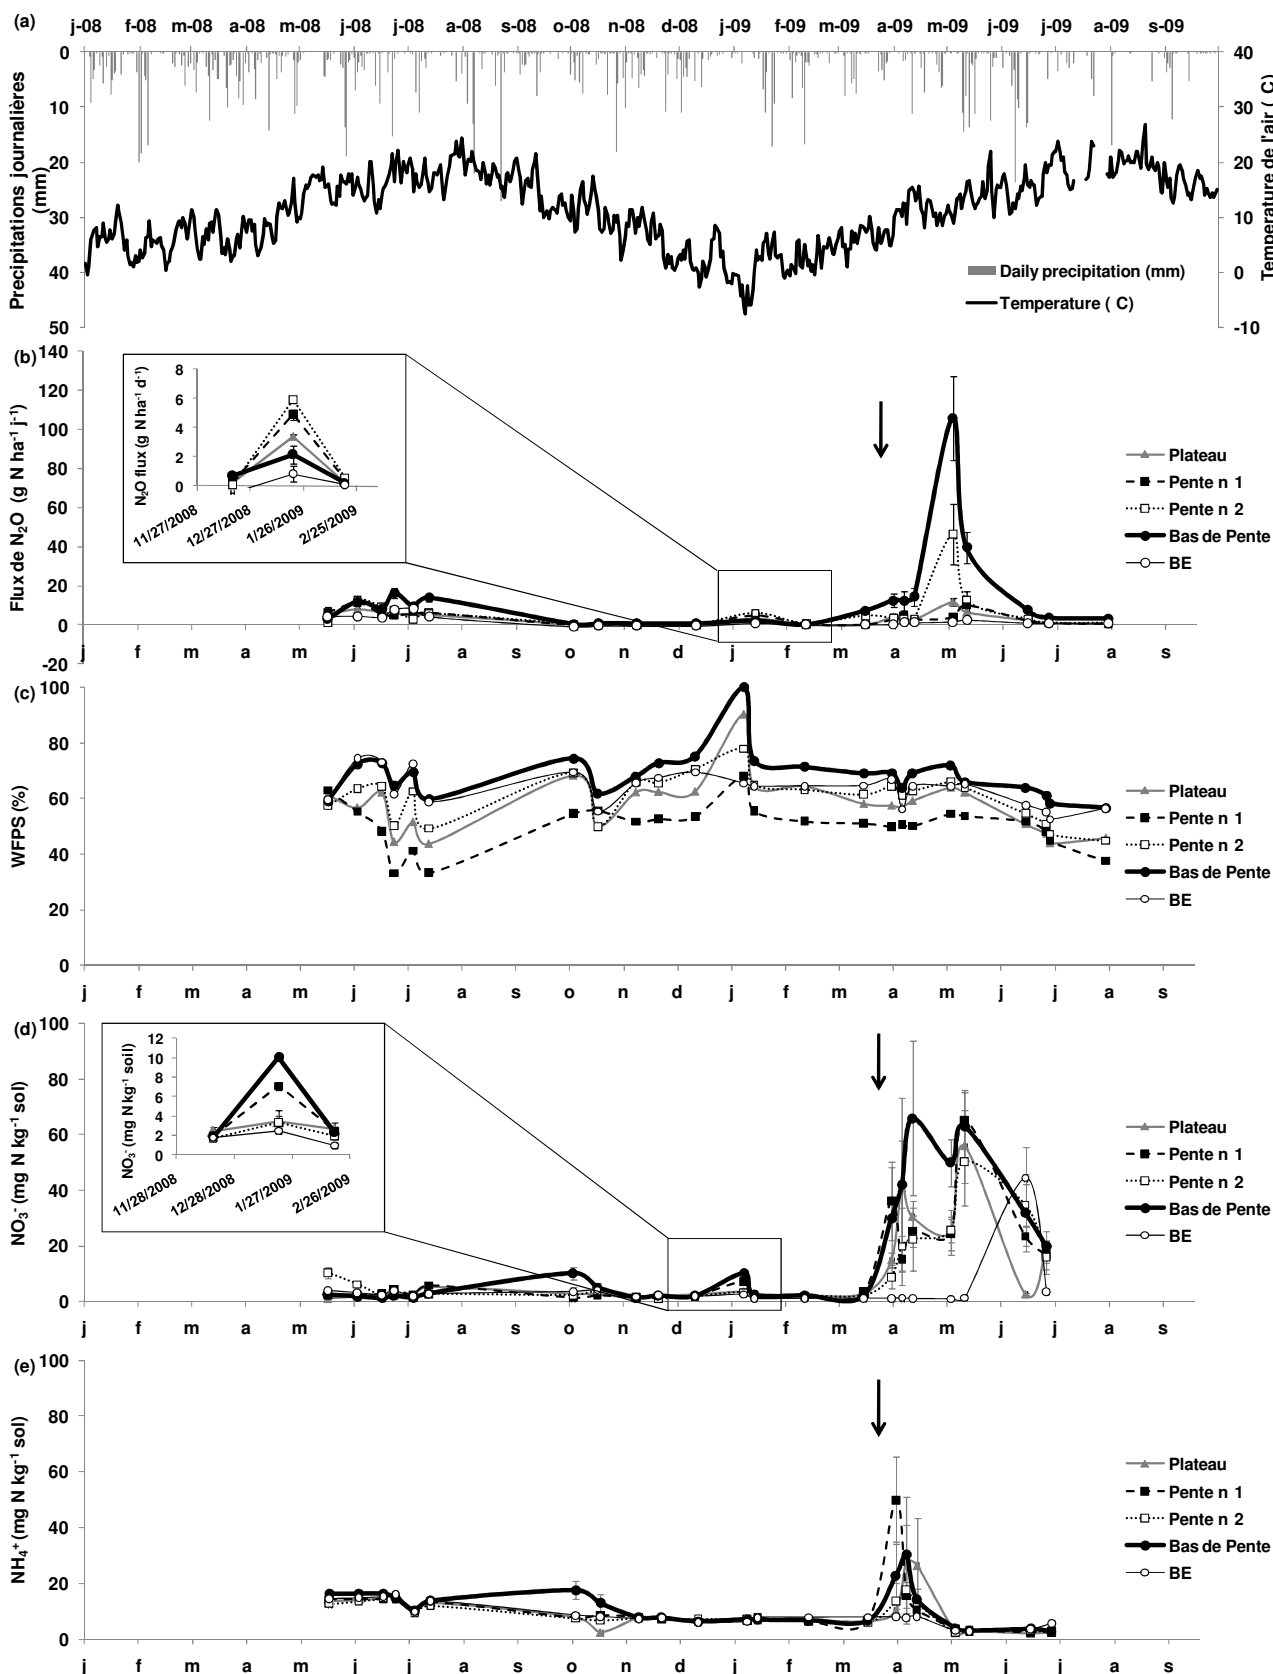 (a) j-08 f-08 m-08 a-08 m-08 j-08 j-08 a-08 s-08 o-08 n-08 d-08 j-09 f-09 m-09 a-09 m-09 j-09 j-09 a-09 s-09
0 10 20 30 40 50
Precipitations journalières
(mm)
40 30 20 10 0 -10
Temperature de l'air ( C)
Daily precipitation (mm)
Temperature ( C)
(b)
140 120 100 80 60 40 20 0 -20
Flux de N₂O (g N ha⁻¹ j⁻¹)
8 6 4 2 0
N₂O flux (g N ha⁻¹ d⁻¹)
11/27/2008 12/27/2008 1/26/2009 2/25/2009
Plateau
Pente n 1
Pente n 2
Bas de Pente
BE
j f m a m j j a s o n d j f m a m j j a s
(c)
100 80 60 40 20 0
WFPS (%)
Plateau
Pente n 1
Pente n 2
Bas de Pente
BE
j f m a m j j a s o n d j f m a m j j a s
(d)
100 80 60 40 20 0
NO₃⁻ (mg N kg⁻¹ sol)
12 10 8 6 4 2 0
NO₃⁻ (mg N kg⁻¹ soil)
11/28/2008 12/28/2008 1/27/2009 2/26/2009
Plateau
Pente n 1
Pente n 2
Bas de Pente
BE
j f m a m j j a s o n d j f m a m j j a s
(e)
100 80 60 40 20 0
NH₄⁺ (mg N kg⁻¹ sol)
Plateau
Pente n 1
Pente n 2
Bas de Pente
BE
j f m a m j j a s o n d j f m a m j j a s